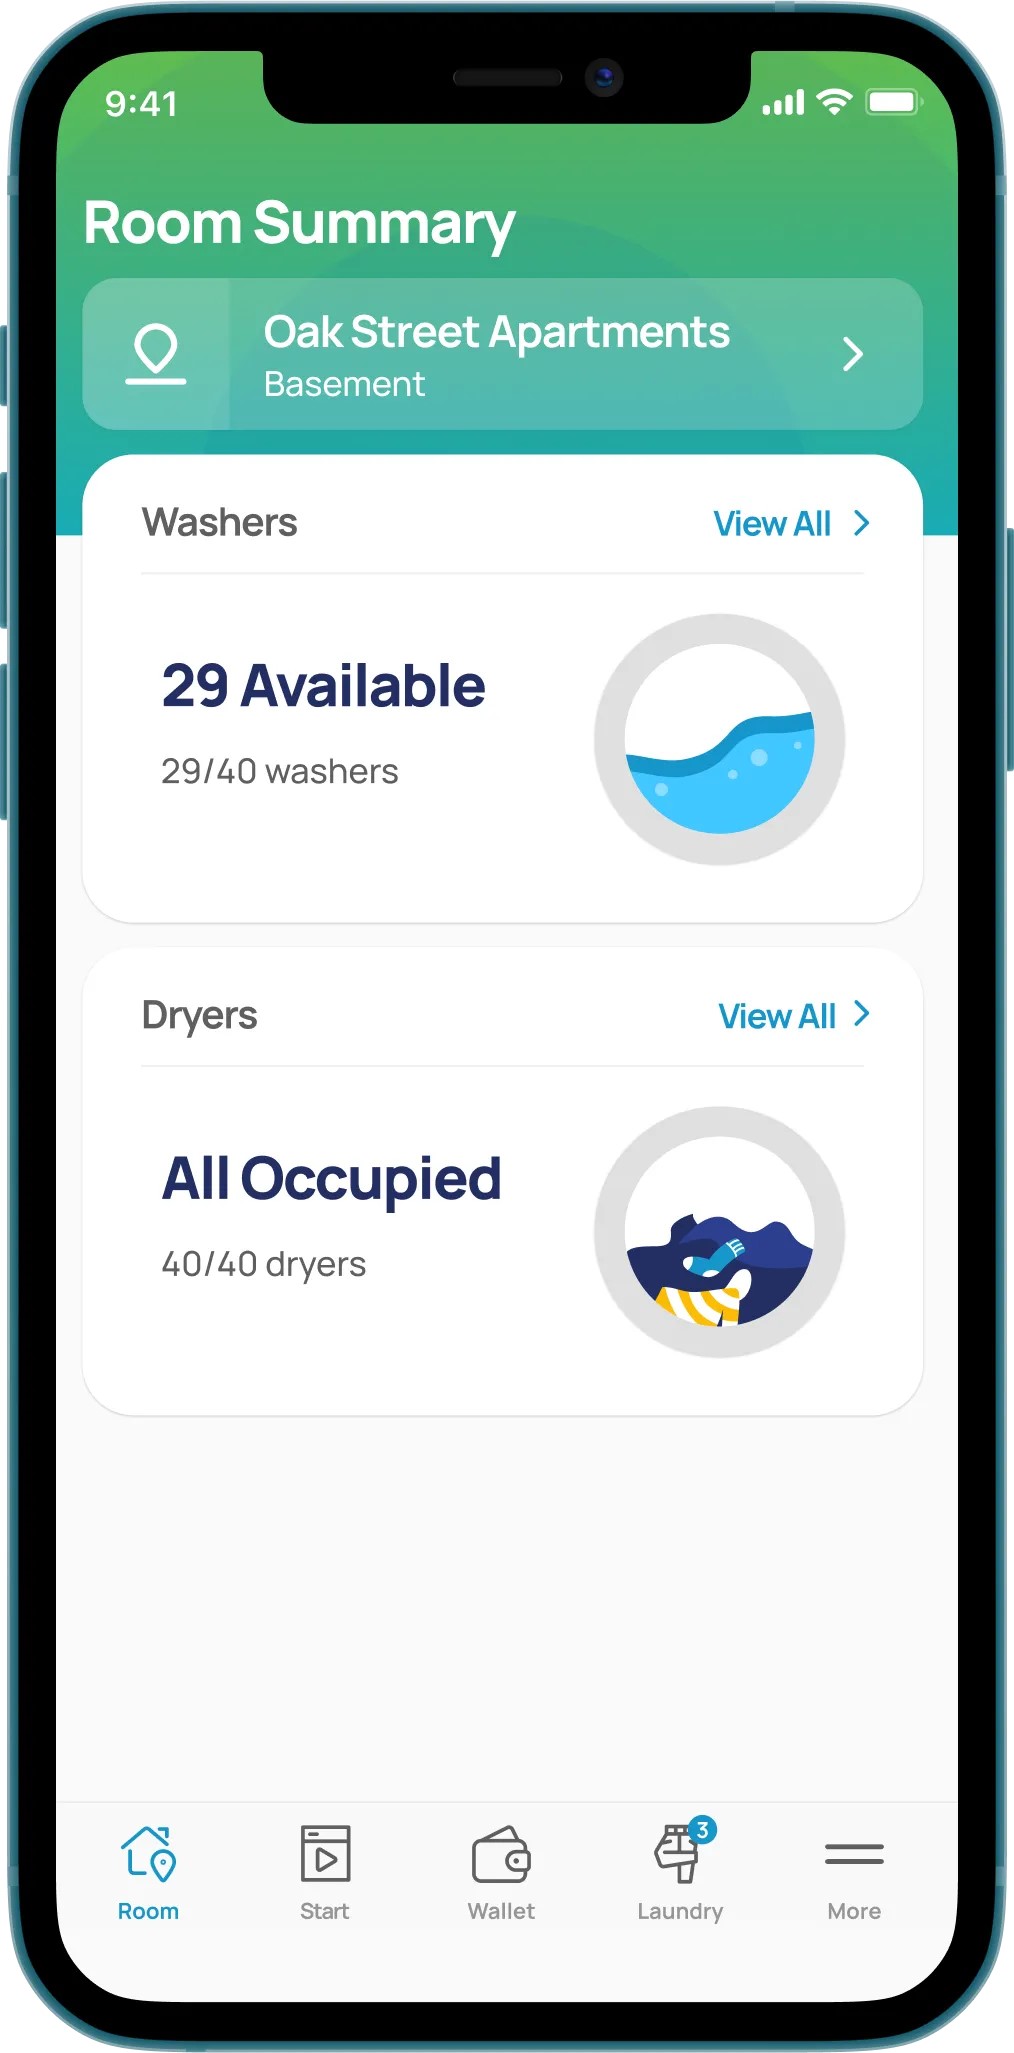 9:41
Room Summary
Oak Street Apartments
Basement
Washers
View All
29 Available
29/40 washers
Dryers
View All
All Occupied
40/40 dryers
3
Room
Start
Wallet
Laundry
More